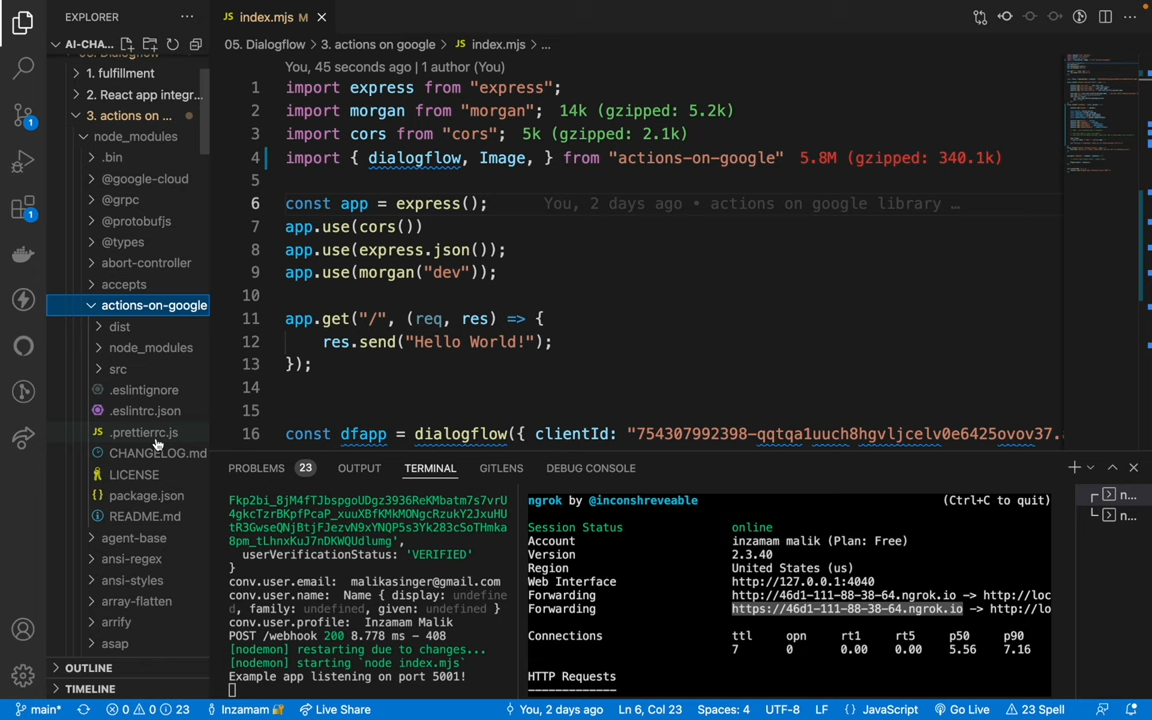 EXPLORER
AI-CHA...
1. fulfillment
2. React app integr...
3. actions on ...
node_modules
.bin
@google-cloud
@grpc
@protobufjs
@types
abort-controller
accepts
actions-on-google
dist
node_modules
src
.eslintignore
.eslintrc.json
JS .prettierrc.js
CHANGELOG.md
LICENSE
{} package.json
README.md
agent-base
ansi-regex
ansi-styles
array-flatten
arrify
asap
OUTLINE
TIMELINE
JS index.mjs M
05. Dialogflow > 3. actions on google > JS index.mjs > ...
You, 45 seconds ago | 1 author (You)
1 import express from "express";
2 import morgan from "morgan"; 14k (gzipped: 5.2k)
3 import cors from "cors"; 5k (gzipped: 2.1k)
4 import { dialogflow, Image, } from "actions-on-google" 5.8M (gzipped: 340.1k)
5
6 const app = express(); You, 2 days ago • actions on google library …
7 app.use(cors())
8 app.use(express.json());
9 app.use(morgan("dev"));
10
11 app.get("/", (req, res) => {
12 res.send("Hello World!");
13 });
14
15
16 const dfapp = dialogflow({ clientId: "754307992398-qqtqa1uuch8hgvljcelv0e6425ovov37.
PROBLEMS 23 OUTPUT TERMINAL GITLENS DEBUG CONSOLE
Fkp2bi_8jM4fTJbspgoUDgz3936ReKMbatm7s7vrU
4gkcTzrBKpfPcaP_xuuXBfKMkMONgcRzukY2JxuHU
tR3GwseQNjBtjFJezvN9xYNQP5s3Yk283cSoTHmka
8pm_tLhnxKuJ7nDKWQUdlumg',
userVerificationStatus: 'VERIFIED'
}
conv.user.email: malikasinger@gmail.com
conv.user.name: Name { display: undefine
d, family: undefined, given: undefined }
conv.user.profile: Inzamam Malik
POST /webhook 200 8.778 ms - 408
[nodemon] restarting due to changes...
[nodemon] starting `node index.mjs`
Example app listening on port 5001!
ngrok by @inconshreveable (Ctrl+C to quit)
Session Status online
Account inzamam malik (Plan: Free)
Version 2.3.40
Region United States (us)
Web Interface http://127.0.0.1:4040
Forwarding http://46d1-111-88-38-64.ngrok.io -> http://loc
Forwarding https://46d1-111-88-38-64.ngrok.io -> http://lo
Connections ttl opn rt1 rt5 p50 p90
7 0 0.00 0.00 5.56 7.16
HTTP Requests
-------------
n...
n...
1
1
main* 0 0 23 Inzamam Live Share You, 2 days ago Ln 6, Col 23 Spaces: 4 UTF-8 LF {} JavaScript Go Live 23 Spell